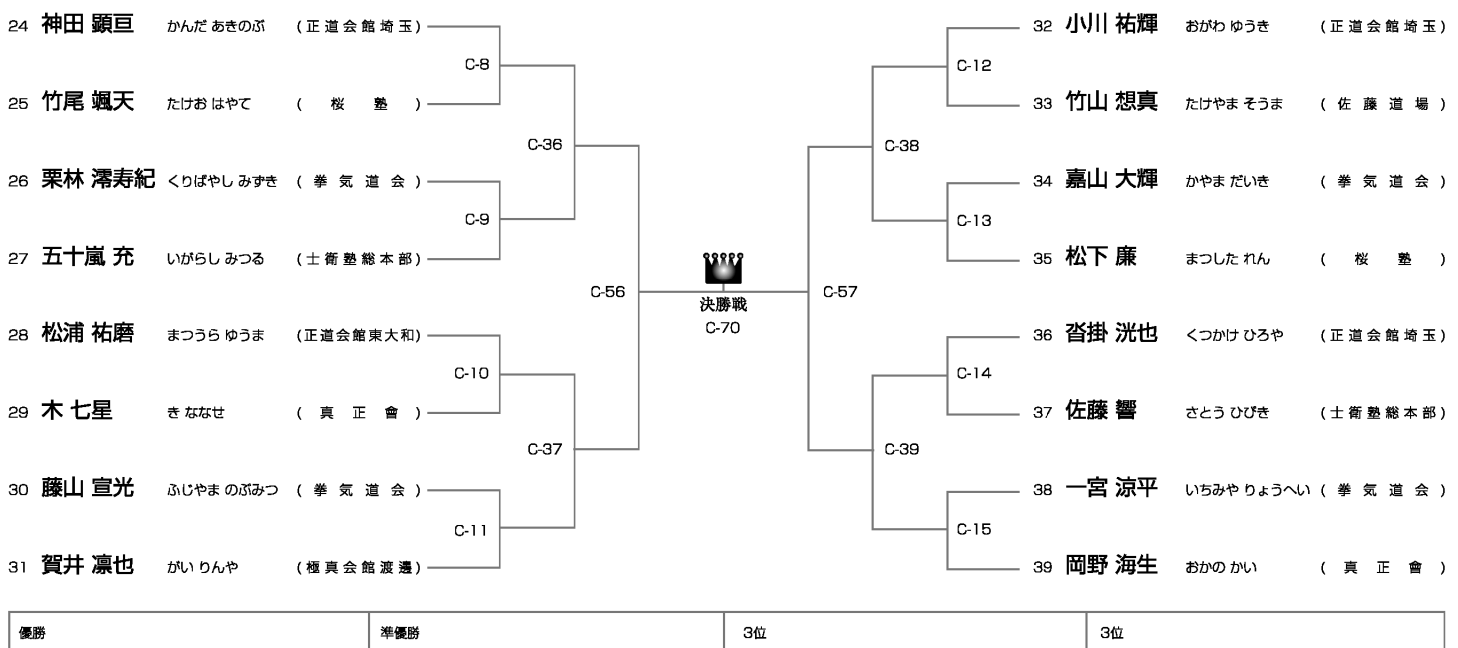 24 神田 顕亘 かんだ あきのぶ (正道会館埼玉)
C-8
25 竹尾 颯天 たけお はやて (桜塾)
C-36
26 栗林 澪寿紀 くりばやし みずき (拳気道会)
C-9
27 五十嵐 充 いがらし みつる (士衛塾総本部)
C-56
28 松浦 祐磨 まつうら ゆうま (正道会館東大和)
C-10
29 木 七星 き ななせ (真正會)
C-37
30 藤山 宣光 ふじやま のぶみつ (拳気道会)
C-11
31 賀井 凛也 がい りんや (極真会館渡邊)
決勝戦
C-70
32 小川 祐輝 おがわ ゆうき (正道会館埼玉)
C-12
33 竹山 想真 たけやま そうま (佐藤道場)
C-38
34 嘉山 大輝 かやま だいき (拳気道会)
C-13
35 松下 廉 まつした れん (桜塾)
C-57
36 沓掛 洸也 くつかけ ひろや (正道会館埼玉)
C-14
37 佐藤 響 さとう ひびき (士衛塾総本部)
C-39
38 一宮 涼平 いちみや りょうへい (拳気道会)
C-15
39 岡野 海生 おかの かい (真正會)
優勝 準優勝 3位 3位